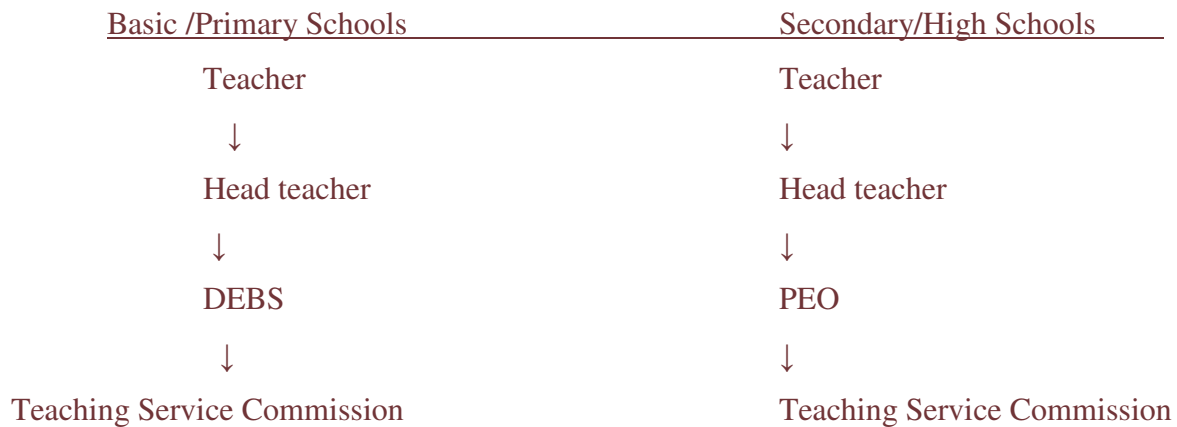 Basic /Primary Schools Secondary/High Schools
Teacher Teacher
↓ ↓
Head teacher Head teacher
↓ ↓
DEBS PEO
↓ ↓
Teaching Service Commission Teaching Service Commission